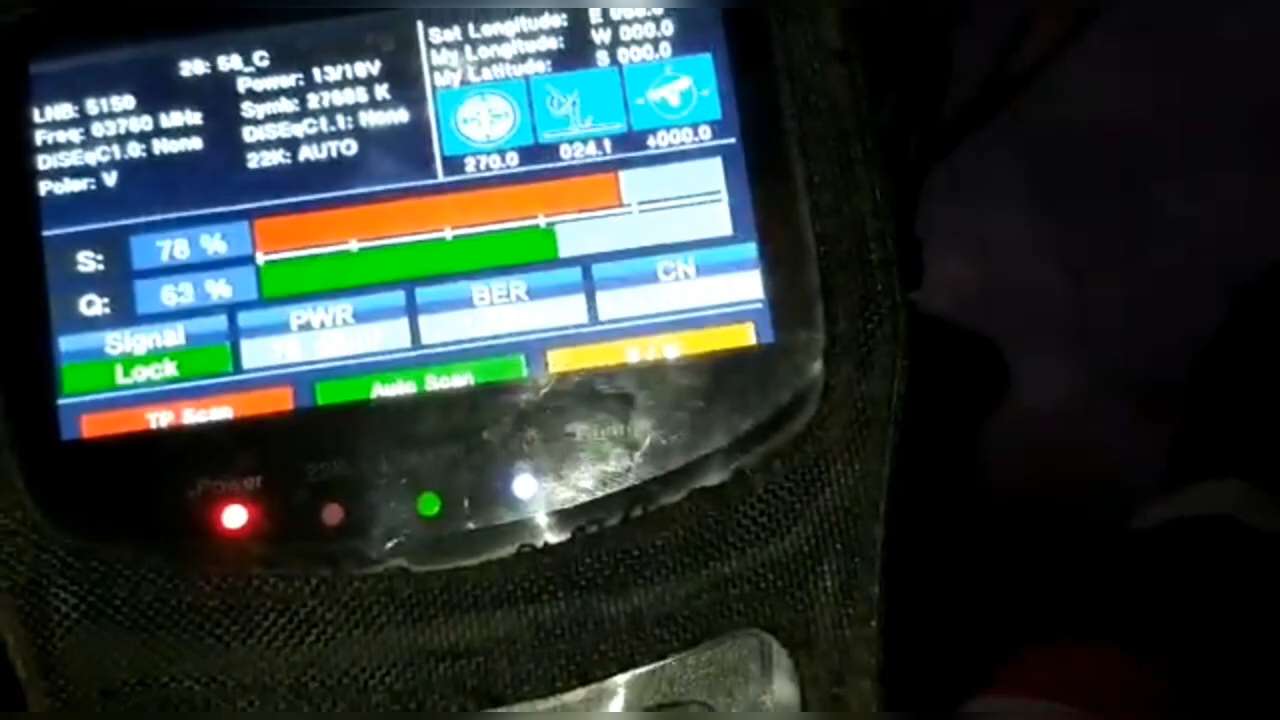 LNB: 5150
Freq: 03760 MHz
DiSEqC1.0: None
Polar: V
Power: 13/18V
Symb: 27695 K
DiSEqC1.1: None
22K: AUTO
Sat Longitude:
My Longitude: W 000.0
My Latitude: S 000.0
270.0 024.1 +000.0
S: 78 %
Q: 63 %
Signal PWR BER CN
Lock
TP Scan Auto Scan
Power